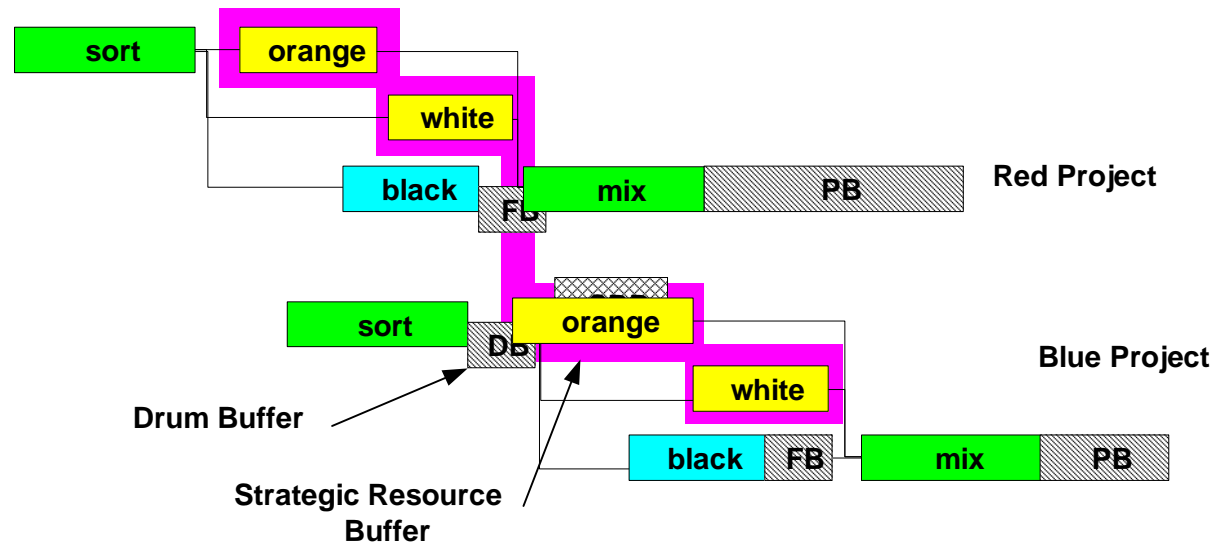 sort
orange
white
black
FB
mix
PB
Red Project
sort
DB
orange
Blue Project
white
Drum Buffer
black
FB
mix
PB
Strategic Resource
Buffer